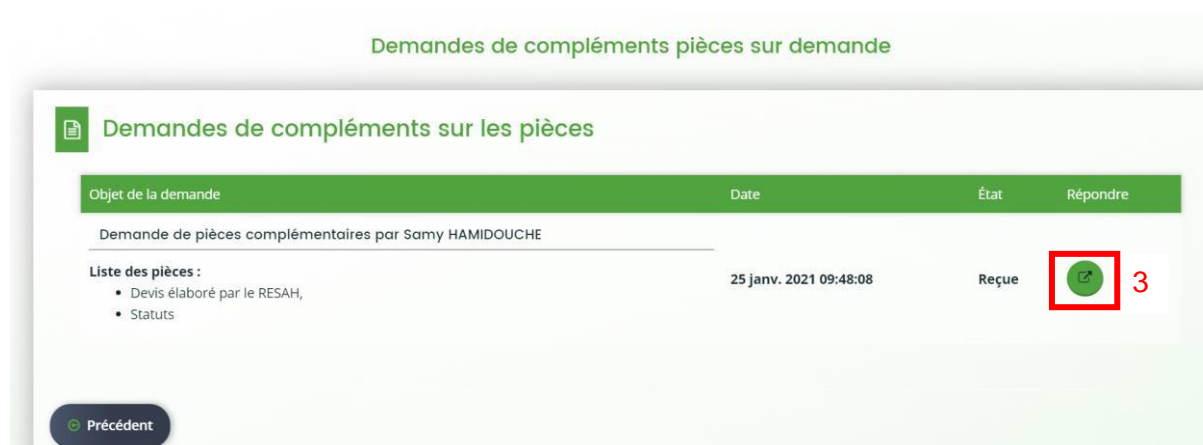 Demandes de compléments pièces sur demande
Demandes de compléments sur les pièces
Objet de la demande Date État Répondre
Demande de pièces complémentaires par Samy HAMIDOUCHE
Liste des pièces :
25 janv. 2021 09:48:08 Reçue 3
• Devis élaboré par le RESAH,
• Statuts
Précédent